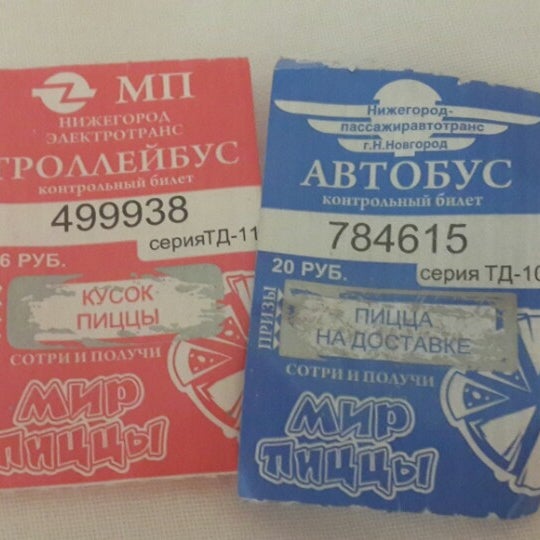 МП
НИЖЕГОРОД
ЭЛЕКТРОТРАНС
ТРОЛЛЕЙБУС
контрольный билет
499938
серияТД-11
6 РУБ.
КУСОК
ПИЦЦЫ
СОТРИ И ПОЛУЧИ
МИР
ПИЦЦЫ
Нижегород-
пассажиравтотранс
г.Н.Новгород
АВТОБУС
контрольный билет
784615
серия ТД-10
20 РУБ.
ПРИЗЫ
ПИЦЦА
НА ДОСТАВКЕ
СОТРИ И ПОЛУЧИ
МИР
ПИЦЦЫ